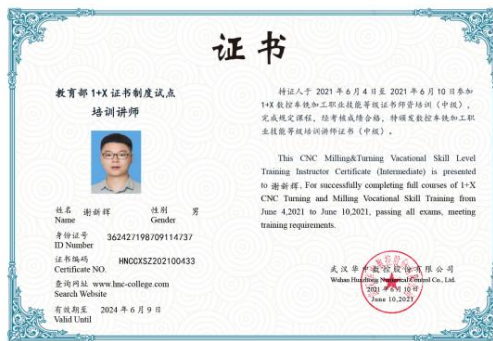 证书
教育部 1+X 证书制度试点
培训讲师
姓名 谢新辉 性别 男
Name Gender
身份证号 362427198709114737
ID Number
证书编码 HNCGXSZ202100433
Certificate NO.
查询网址 www.hnc-college.com
Search Website
有效期至 2024 年 6 月 9 日
Valid Until
持证人于 2021 年 6 月 4 日至 2021 年 6 月 10 日参加
1+X 数控车铣加工职业技能等级证书师资培训（中级），
完成规定课程，经考核成绩合格，特颁发数控车铣加工职
业技能等级培训讲师证书（中级）。
This CNC Milling&Turning Vacational Skill Level
Training Instructor Certificate (Intermediate) is presented
to 谢新辉, For successfully completing full courses of 1+X
CNC Turning and Milling Vocational Skill Training from
June 4,2021 to June 10,2021, passing all exams, meeting
training requirements.
武汉华中数控股份有限公司
Wuhan Huazhong Numerical Control Co., Ltd.
2021 年 6 月 10 日
June 10,2021